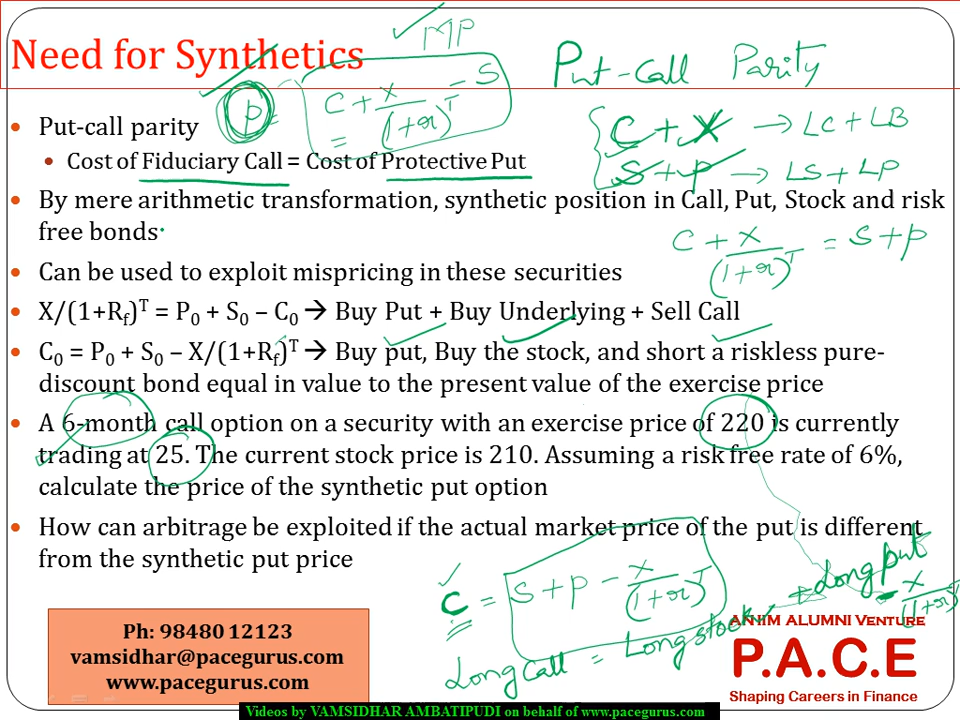 Need for Synthetics
MP
p = C + X/(1+r)^T - S
=
Put-Call Parity
C + X → LC + LB
S + p → LS + LP
C + X/(1+r)^T = S + p
• Put-call parity
• Cost of Fiduciary Call = Cost of Protective Put
• By mere arithmetic transformation, synthetic position in Call, Put, Stock and risk
free bonds
• Can be used to exploit mispricing in these securities
• X/(1+Rf)^T = P0 + S0 – C0 → Buy Put + Buy Underlying + Sell Call
• C0 = P0 + S0 – X/(1+Rf)^T → Buy put, Buy the stock, and short a riskless pure-
discount bond equal in value to the present value of the exercise price
• A 6-month call option on a security with an exercise price of 220 is currently
trading at 25. The current stock price is 210. Assuming a risk free rate of 6%,
calculate the price of the synthetic put option
• How can arbitrage be exploited if the actual market price of the put is different
from the synthetic put price
C = S + p - X/(1+r)^T
Long Call = Long stock + Long put - X/(1+r)^T
Ph: 98480 12123
vamsidhar@pacegurus.com
www.pacegurus.com
AN IIM ALUMNI VENTURE
P.A.C.E
Shaping Careers in Finance
Videos by VAMSIDHAR AMBATIPUDI on behalf of www.pacegurus.com